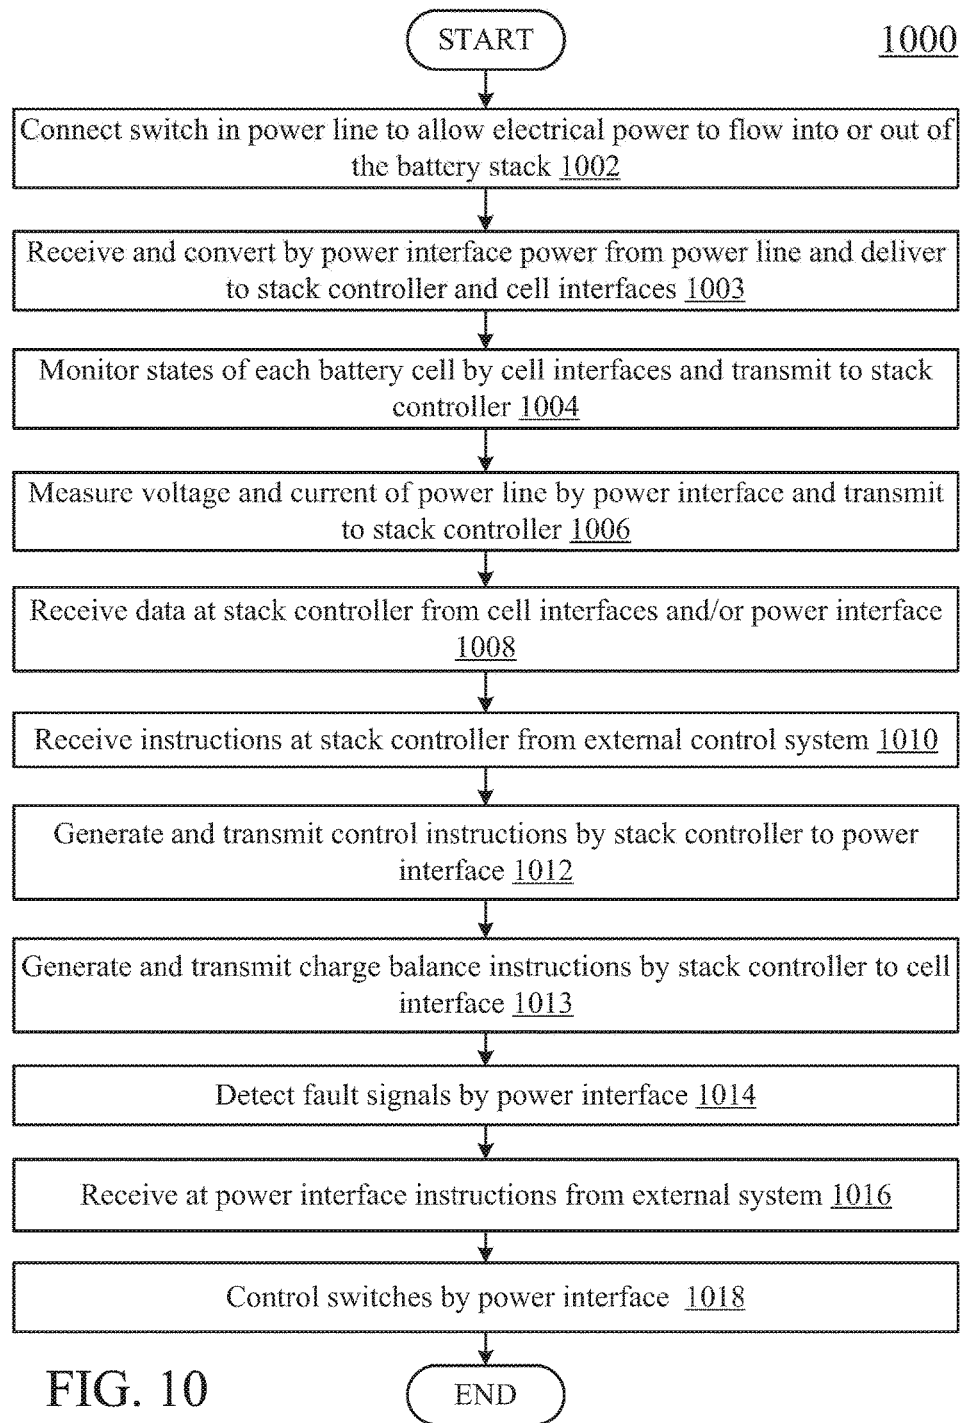 START
1000
Connect switch in power line to allow electrical power to flow into or out of
the battery stack 1002
Receive and convert by power interface power from power line and deliver
to stack controller and cell interfaces 1003
Monitor states of each battery cell by cell interfaces and transmit to stack
controller 1004
Measure voltage and current of power line by power interface and transmit
to stack controller 1006
Receive data at stack controller from cell interfaces and/or power interface
1008
Receive instructions at stack controller from external control system 1010
Generate and transmit control instructions by stack controller to power
interface 1012
Generate and transmit charge balance instructions by stack controller to cell
interface 1013
Detect fault signals by power interface 1014
Receive at power interface instructions from external system 1016
Control switches by power interface 1018
FIG. 10
END